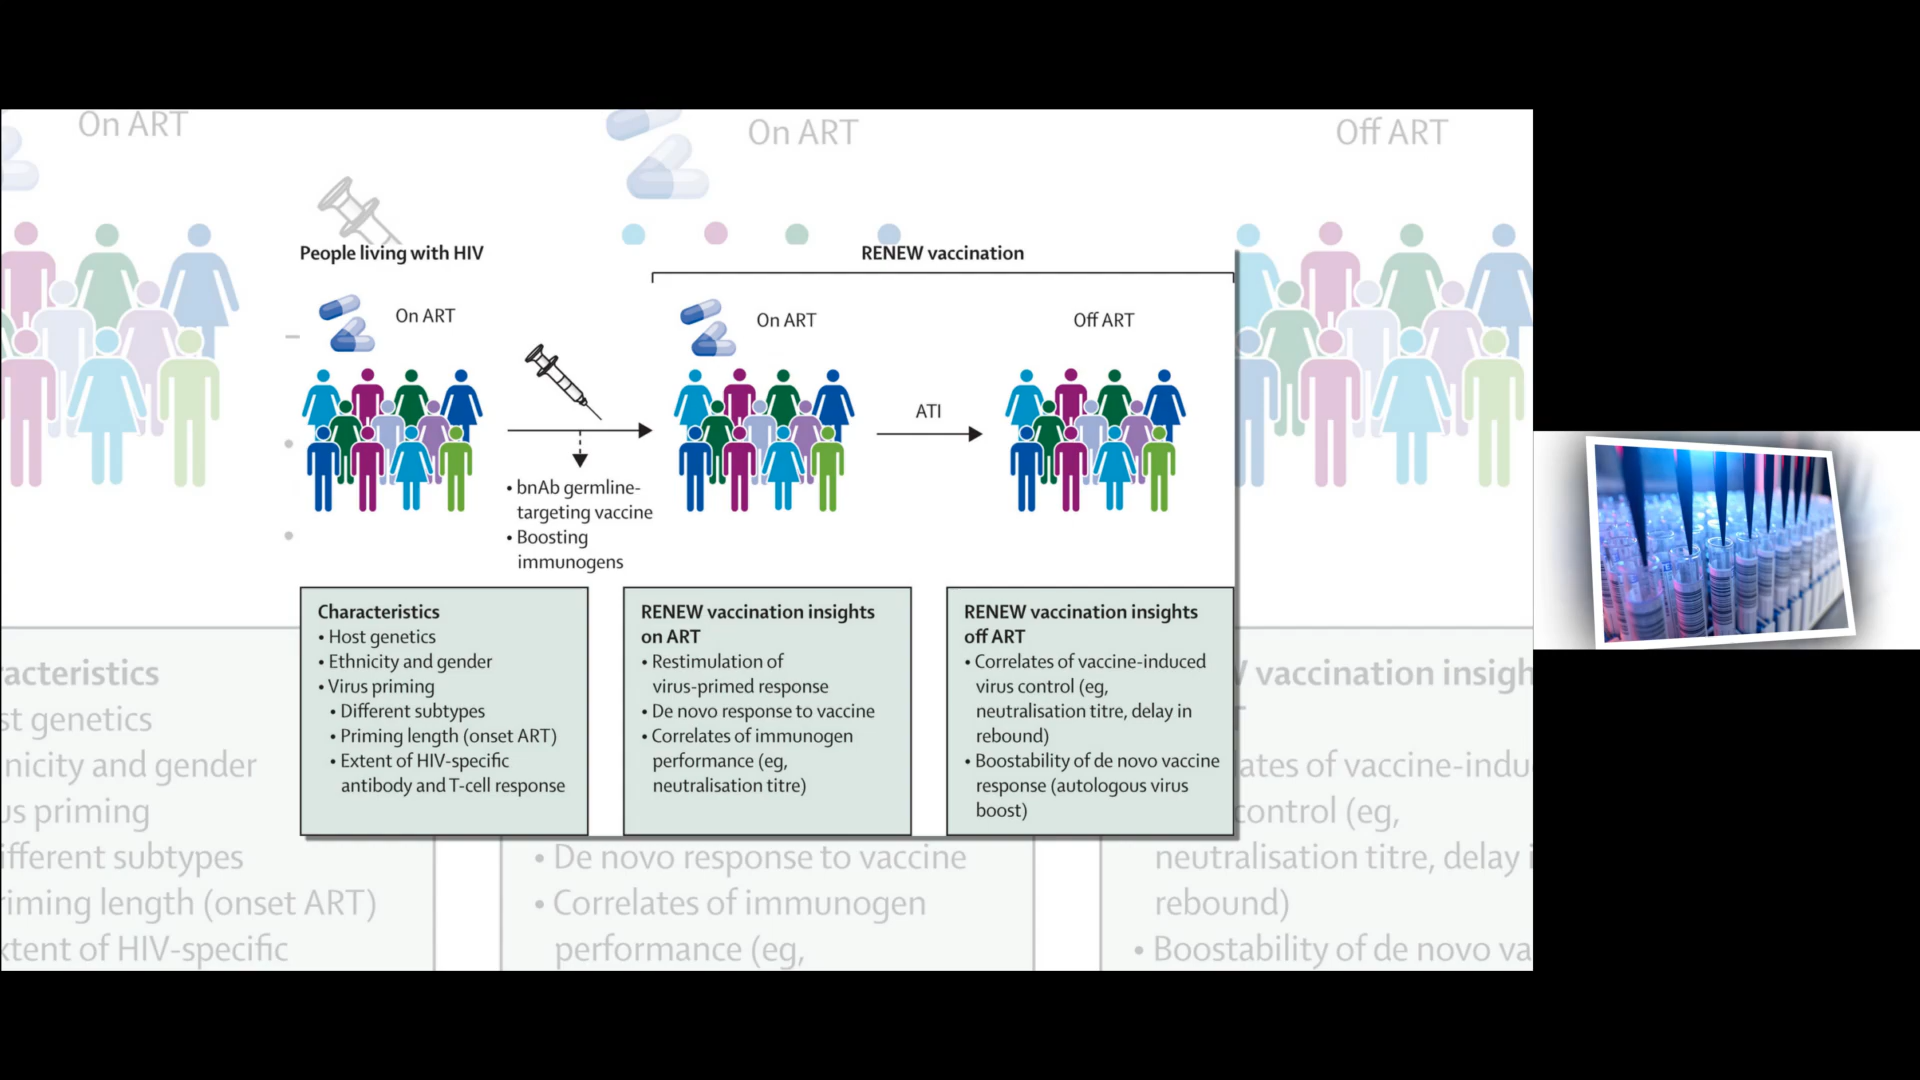 On ART
On ART
Off ART
People living with HIV
RENEW vaccination
On ART
On ART
Off ART
ATI
• bnAb germline-
targeting vaccine
• Boosting
immunogens
Characteristics
• Host genetics
• Ethnicity and gender
• Virus priming
• Different subtypes
• Priming length (onset ART)
• Extent of HIV-specific
antibody and T-cell response
RENEW vaccination insights
on ART
• Restimulation of
virus-primed response
• De novo response to vaccine
• Correlates of immunogen
performance (eg,
neutralisation titre)
RENEW vaccination insights
off ART
• Correlates of vaccine-induced
virus control (eg,
neutralisation titre, delay in
rebound)
• Boostability of de novo vaccine
response (autologous virus
boost)
acteristics
st genetics
nicity and gender
us priming
ifferent subtypes
riming length (onset ART)
xtent of HIV-specific
• De novo response to vaccine
• Correlates of immunogen
performance (eg,
vaccination insigh
ates of vaccine-indu
control (eg,
neutralisation titre, delay i
rebound)
• Boostability of de novo va